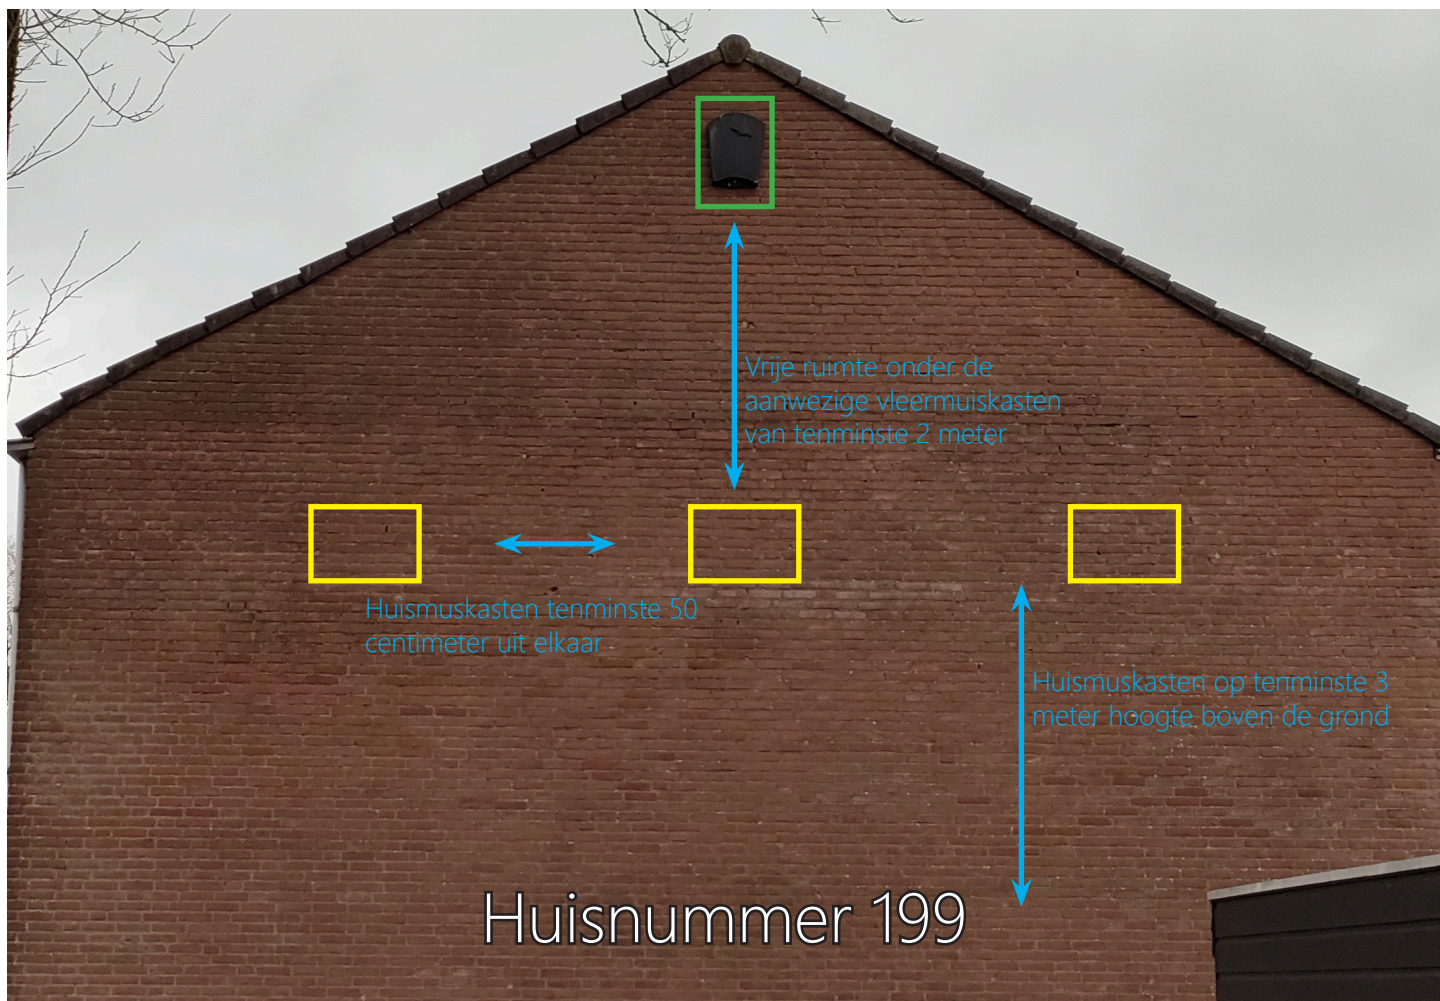 Vrije ruimte onder de
aanwezige vleermuiskasten
van tenminste 2 meter
Huismuskasten tenminste 50
centimeter uit elkaar
Huismuskasten op tenminste 3
meter hoogte boven de grond
Huisnummer 199